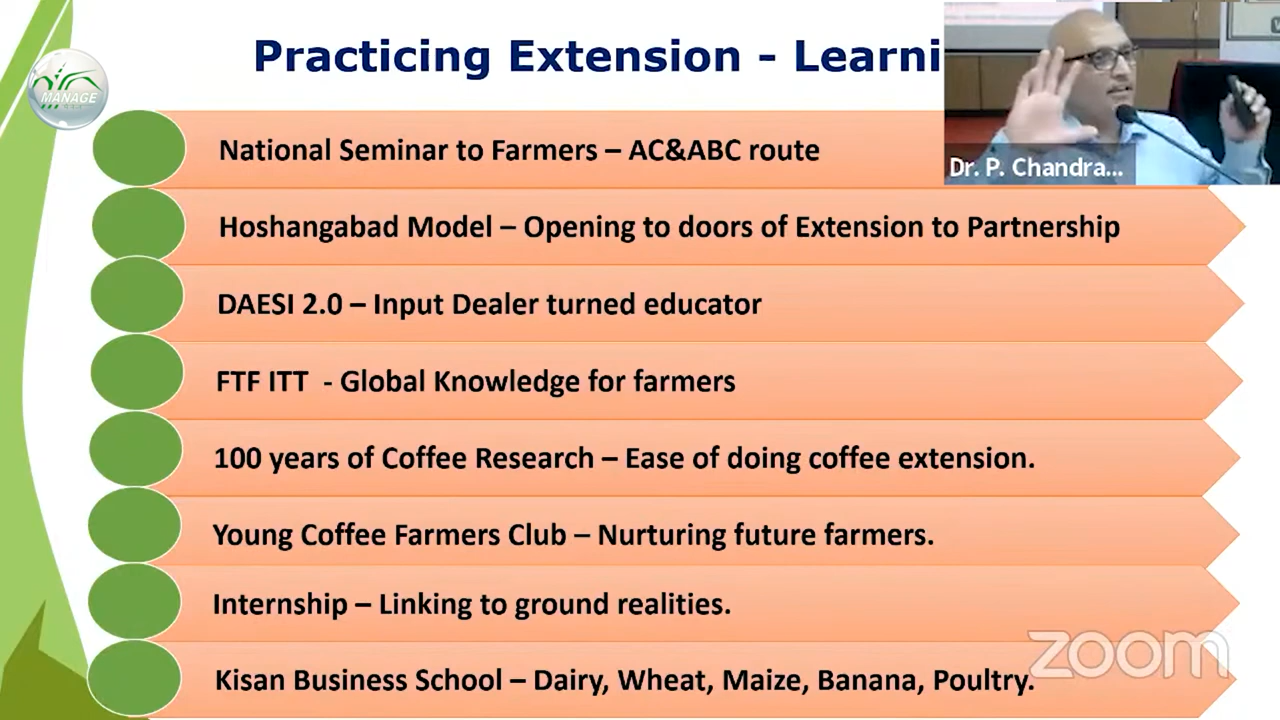 Practicing Extension - Learni
MANAGE
Dr. P. Chandra...
National Seminar to Farmers – AC&ABC route
Hoshangabad Model – Opening to doors of Extension to Partnership
DAESI 2.0 – Input Dealer turned educator
FTF ITT - Global Knowledge for farmers
100 years of Coffee Research – Ease of doing coffee extension.
Young Coffee Farmers Club – Nurturing future farmers.
Internship – Linking to ground realities.
Kisan Business School – Dairy, Wheat, Maize, Banana, Poultry.
zoom